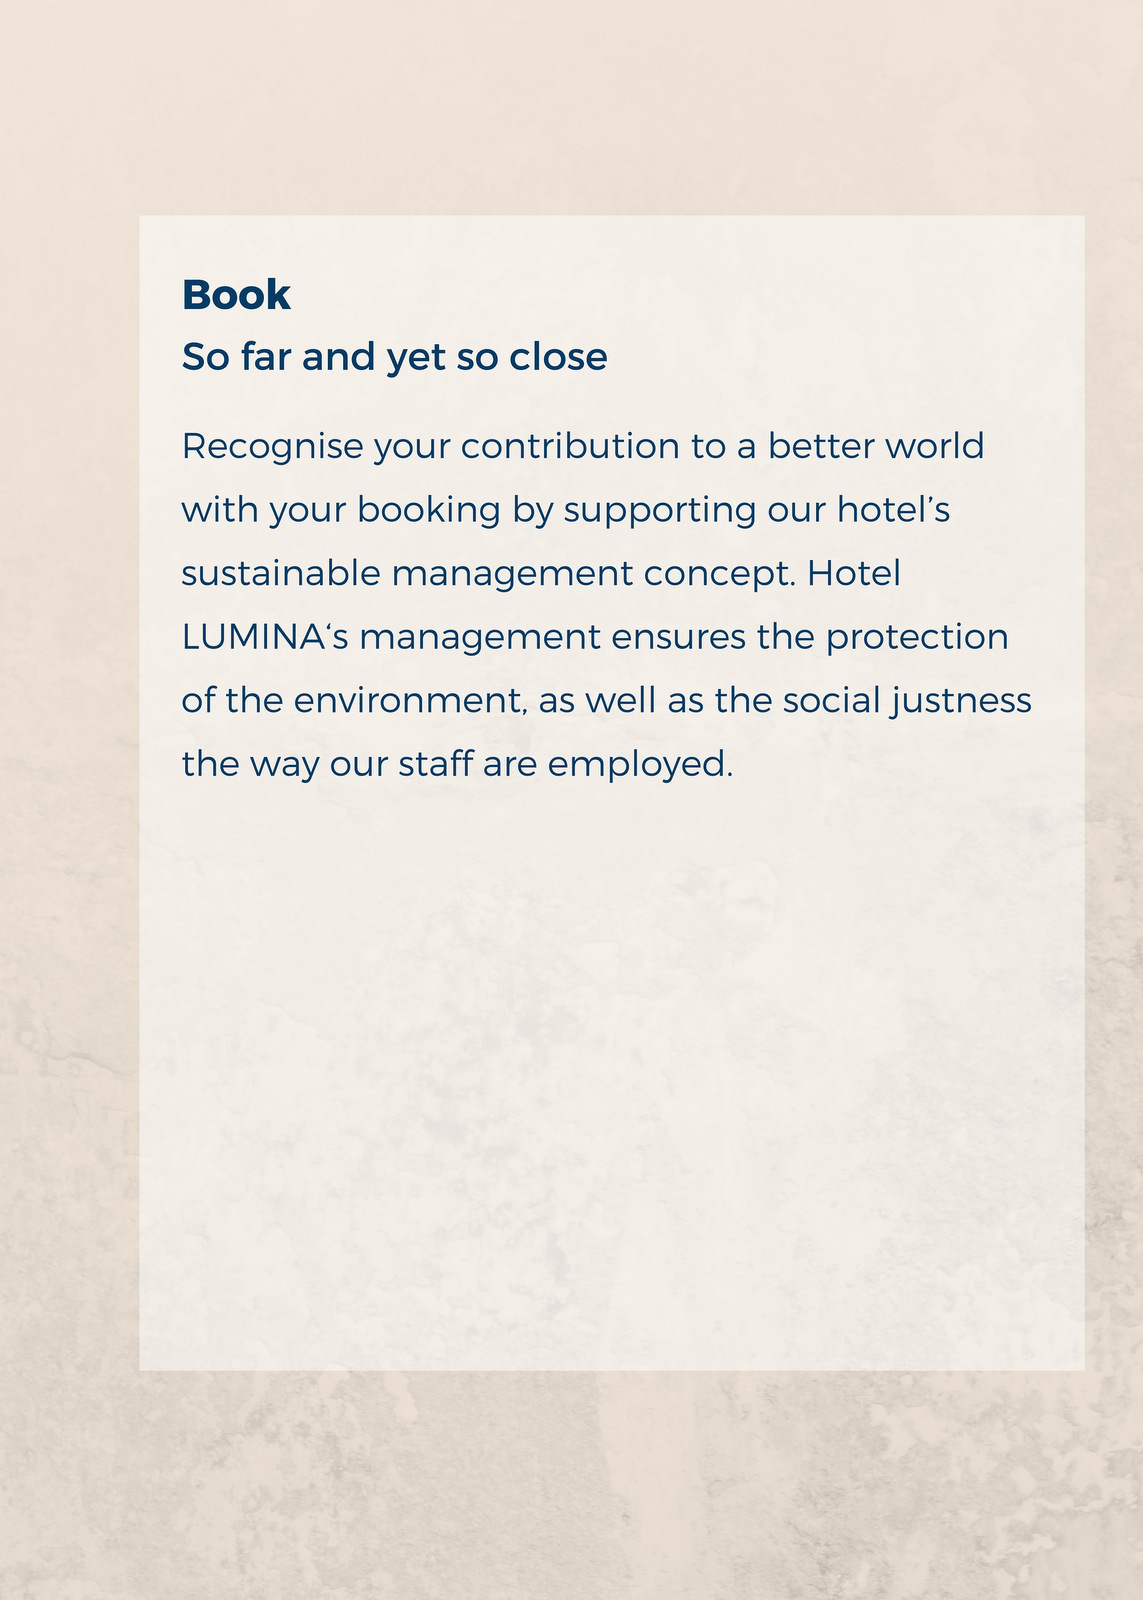 Book
So far and yet so close
Recognise your contribution to a better world
with your booking by supporting our hotel’s
sustainable management concept. Hotel
LUMINA‘s management ensures the protection
of the environment, as well as the social justness
the way our staff are employed.